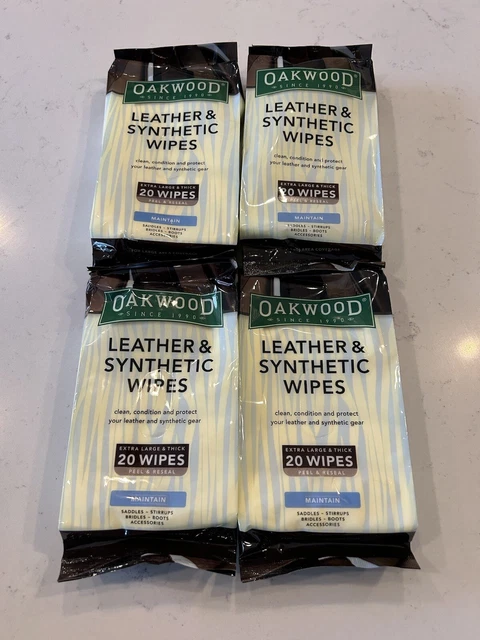 OAKWOOD
SINCE 1990
LEATHER &
SYNTHETIC
WIPES
clean, condition and protect
your leather and synthetic gear
EXTRA LARGE & THICK
20 WIPES
PEEL & RESEAL
MAINTAIN
SADDLES - STIRRUPS
BRIDLES - BOOTS
ACCESSORIES
OAKWOOD
SINCE 1990
LEATHER &
SYNTHETIC
WIPES
clean, condition and protect
your leather and synthetic gear
EXTRA LARGE & THICK
20 WIPES
PEEL & RESEAL
MAINTAIN
SADDLES - STIRRUPS
BRIDLES - BOOTS
ACCESSORIES
OAKWOOD
SINCE 1990
LEATHER &
SYNTHETIC
WIPES
clean, condition and protect
your leather and synthetic gear
EXTRA LARGE & THICK
20 WIPES
PEEL & RESEAL
MAINTAIN
SADDLES - STIRRUPS
BRIDLES - BOOTS
ACCESSORIES
OAKWOOD
SINCE 1990
LEATHER &
SYNTHETIC
WIPES
clean, condition and protect
your leather and synthetic gear
EXTRA LARGE & THICK
20 WIPES
PEEL & RESEAL
MAINTAIN
SADDLES - STIRRUPS
BRIDLES - BOOTS
ACCESSORIES